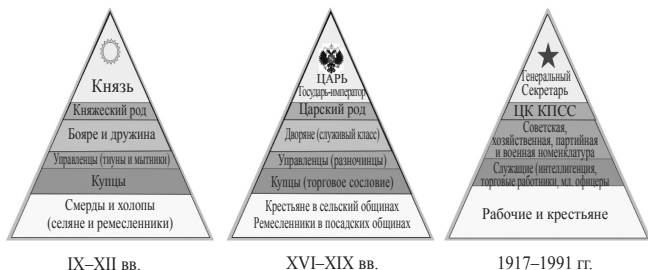 Князь
Княжеский род
Бояре и дружина
Управленцы (тиуны и мытники)
Купцы
Смерды и холопы
(селяне и ремесленники)
IX–XII вв.
ЦАРЬ
Государь-император
Царский род
Дворяне (служивый класс)
Управленцы (разночинцы)
Купцы (торговое сословие)
Крестьяне в сельский общинах
Ремесленники в посадских общинах
XVI–XIX вв.
Генеральный
Секретарь
ЦК КПСС
Советская,
хозяйственная, партийная
и военная номенклатура
Служащие (интеллигенция,
торговые работники, мл. офицеры
Рабочие и крестьяне
1917–1991 гг.